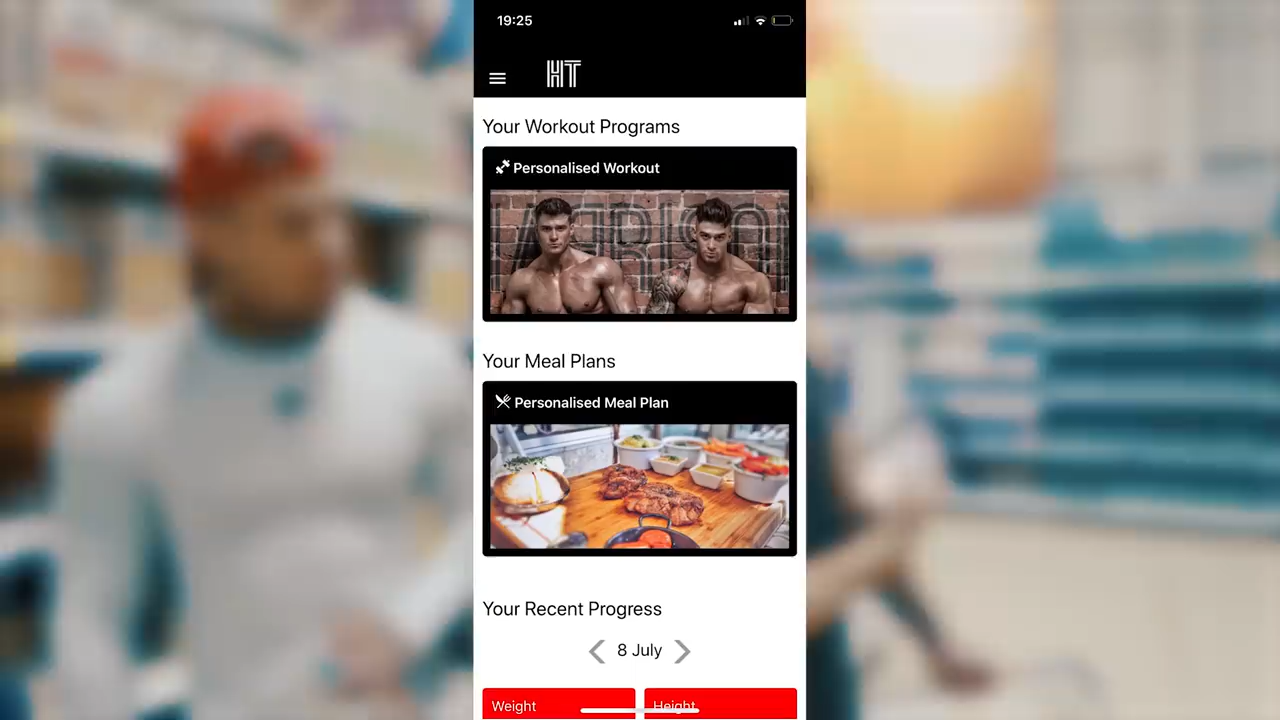 19:25
HT
Your Workout Programs
Personalised Workout
Your Meal Plans
Personalised Meal Plan
Your Recent Progress
8 July
Weight
Height